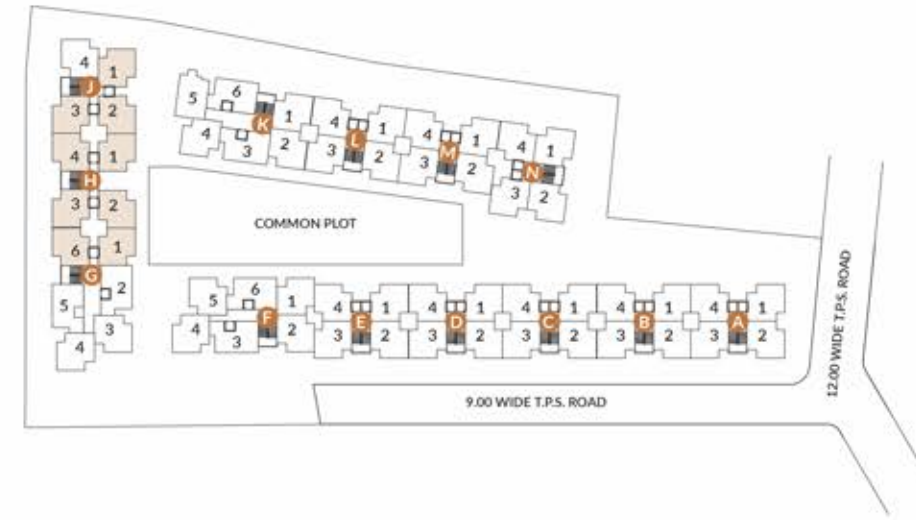 4 1
J
3 2
4 1
H
3 2
6 1
G
5 2
4 3
5 6 1
K
4 3 2
4 1
L
3 2
4 1
M
3 2
4 1
N
3 2
COMMON PLOT
5 6 1
F
4 3 2
4 1
E
3 2
4 1
D
3 2
4 1
C
3 2
4 1
B
3 2
4 1
A
3 2
9.00 WIDE T.P.S. ROAD
12.00 WIDE T.P.S. ROAD